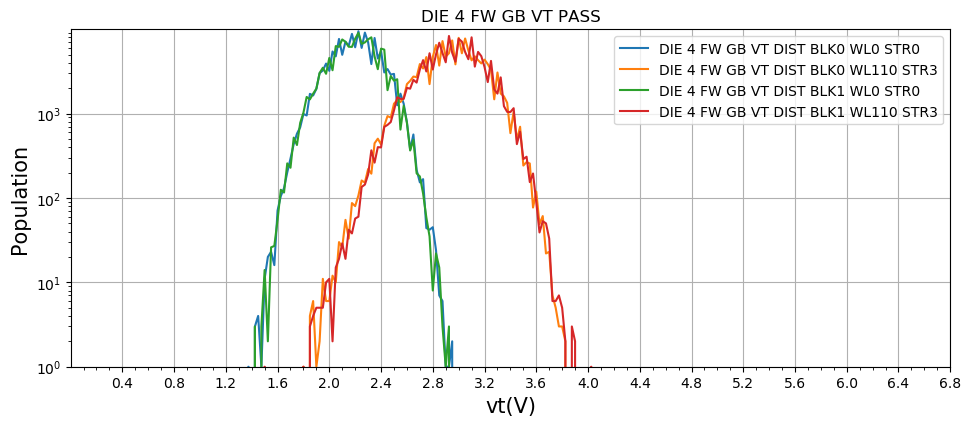 DIE 4 FW GB VT PASS
DIE 4 FW GB VT DIST BLK0 WL0 STR0
DIE 4 FW GB VT DIST BLK0 WL110 STR3
DIE 4 FW GB VT DIST BLK1 WL0 STR0
DIE 4 FW GB VT DIST BLK1 WL110 STR3
Population
10³
10²
10¹
10⁰
0.4 0.8 1.2 1.6 2.0 2.4 2.8 3.2 3.6 4.0 4.4 4.8 5.2 5.6 6.0 6.4 6.8
vt(V)